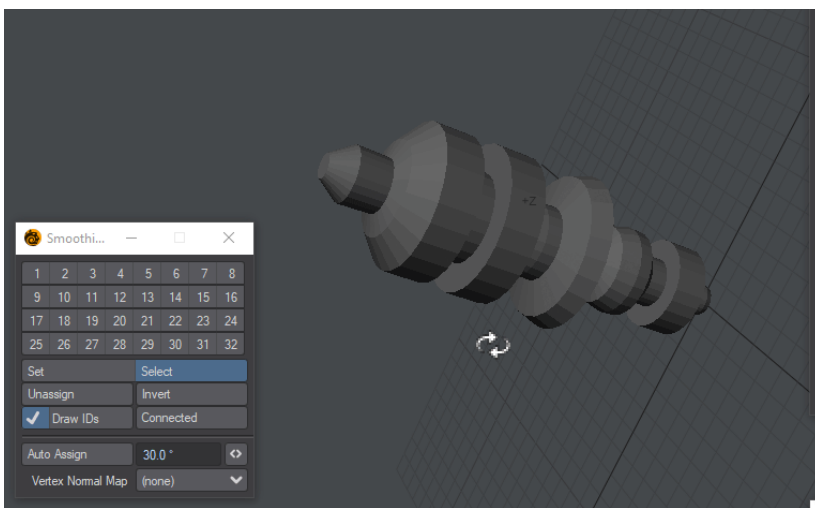 +Z
Smoothi...
1 2 3 4 5 6 7 8
9 10 11 12 13 14 15 16
17 18 19 20 21 22 23 24
25 26 27 28 29 30 31 32
Set Select
Unassign Invert
Draw IDs Connected
Auto Assign 30.0 °
Vertex Normal Map (none)